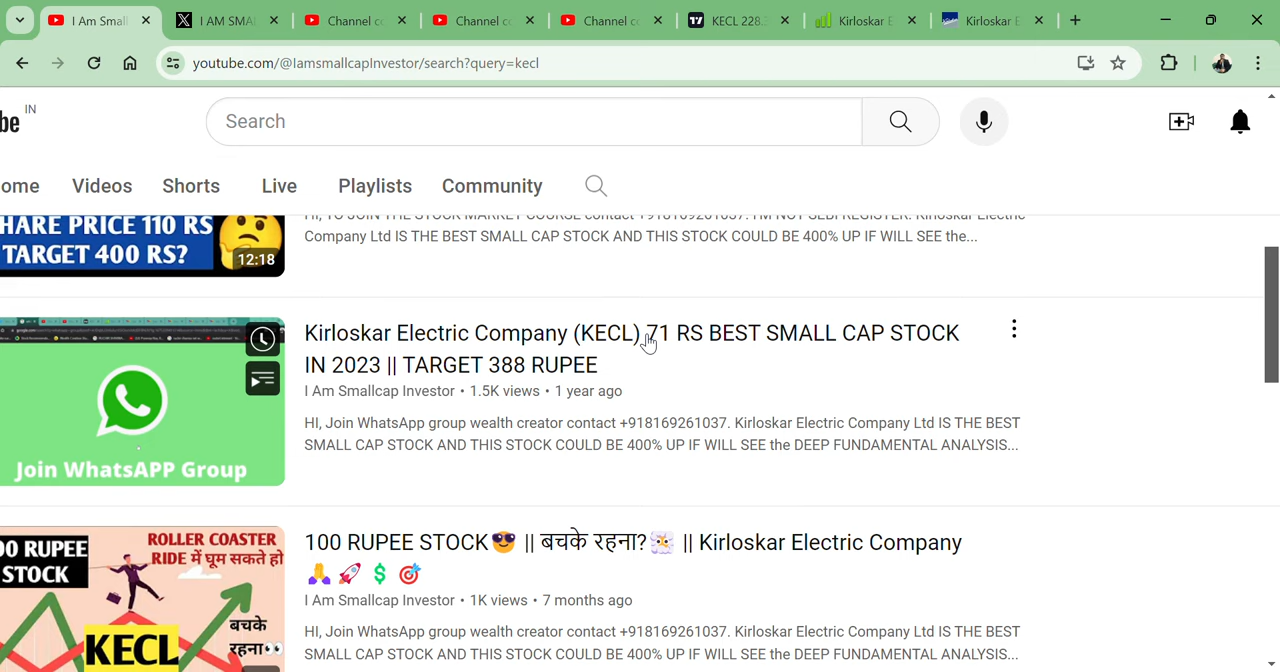 I Am Small
I AM SMA
Channel co
Channel co
Channel co
KECL 228.
Kirloskar E
Kirloskar E
youtube.com/@IamsmallcapInvestor/search?query=kecl
be IN
Search
ome Videos Shorts Live Playlists Community
HARE PRICE 110 RS
TARGET 400 RS?
12:18
Company Ltd IS THE BEST SMALL CAP STOCK AND THIS STOCK COULD BE 400% UP IF WILL SEE the...
Join WhatsAPP Group
Kirloskar Electric Company (KECL) 71 RS BEST SMALL CAP STOCK
IN 2023 || TARGET 388 RUPEE
I Am Smallcap Investor • 1.5K views • 1 year ago
HI, Join WhatsApp group wealth creator contact +918169261037. Kirloskar Electric Company Ltd IS THE BEST
SMALL CAP STOCK AND THIS STOCK COULD BE 400% UP IF WILL SEE the DEEP FUNDAMENTAL ANALYSIS...
00 RUPEE
STOCK
ROLLER COASTER
RIDE में घूम सकते हो
KECL
बचके
रहना👀
100 RUPEE STOCK😎 || बचके रहना?🤧 || Kirloskar Electric Company
🙏 🚀 💲 🎯
I Am Smallcap Investor • 1K views • 7 months ago
HI, Join WhatsApp group wealth creator contact +918169261037. Kirloskar Electric Company Ltd IS THE BEST
SMALL CAP STOCK AND THIS STOCK COULD BE 400% UP IF WILL SEE the DEEP FUNDAMENTAL ANALYSIS...